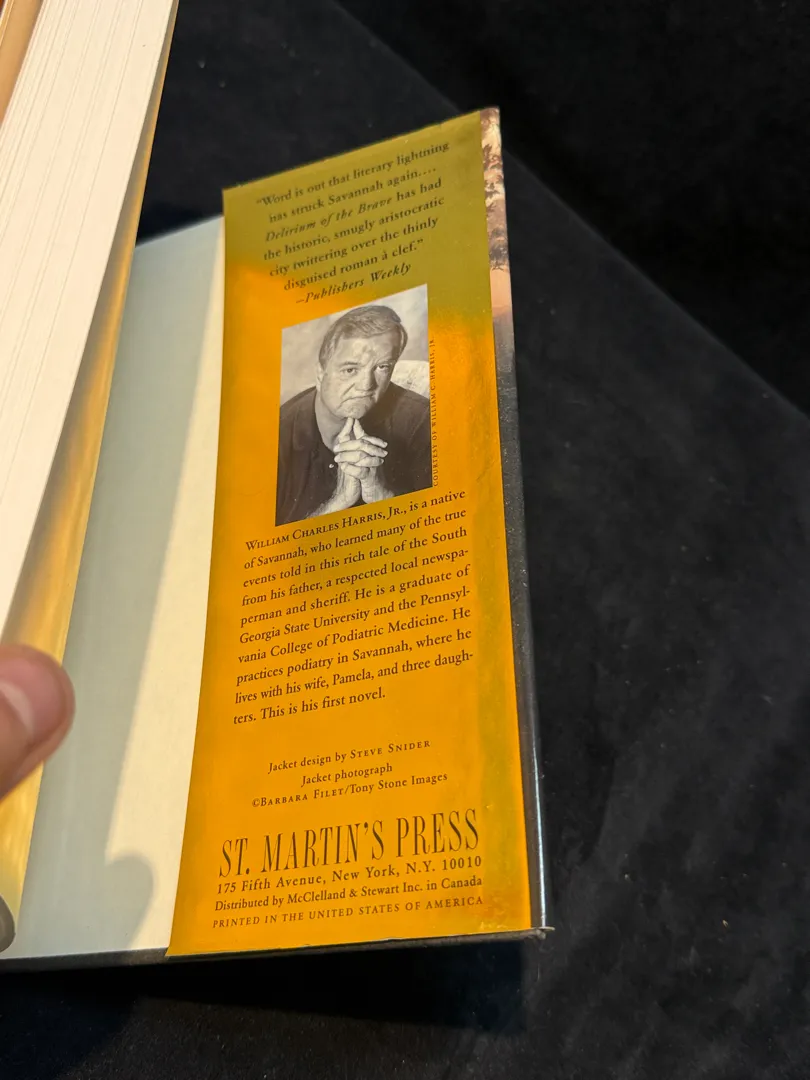 "Word is out that literary lightning
has struck Savannah again....
Delirium of the Brave has had
the historic, smugly aristocratic
city twittering over the thinly
disguised roman à clef."
–Publishers Weekly
COURTESY OF WILLIAM C. HARRIS, JR.
WILLIAM CHARLES HARRIS, JR., is a native
of Savannah, who learned many of the true
events told in this rich tale of the South
from his father, a respected local newspa-
perman and sheriff. He is a graduate of
Georgia State University and the Pennsyl-
vania College of Podiatric Medicine. He
practices podiatry in Savannah, where he
lives with his wife, Pamela, and three daugh-
ters. This is his first novel.
Jacket design by STEVE SNIDER
Jacket photograph
©BARBARA FILET/Tony Stone Images
ST. MARTIN'S PRESS
175 Fifth Avenue, New York, N.Y. 10010
Distributed by McClelland & Stewart Inc. in Canada
PRINTED IN THE UNITED STATES OF AMERICA